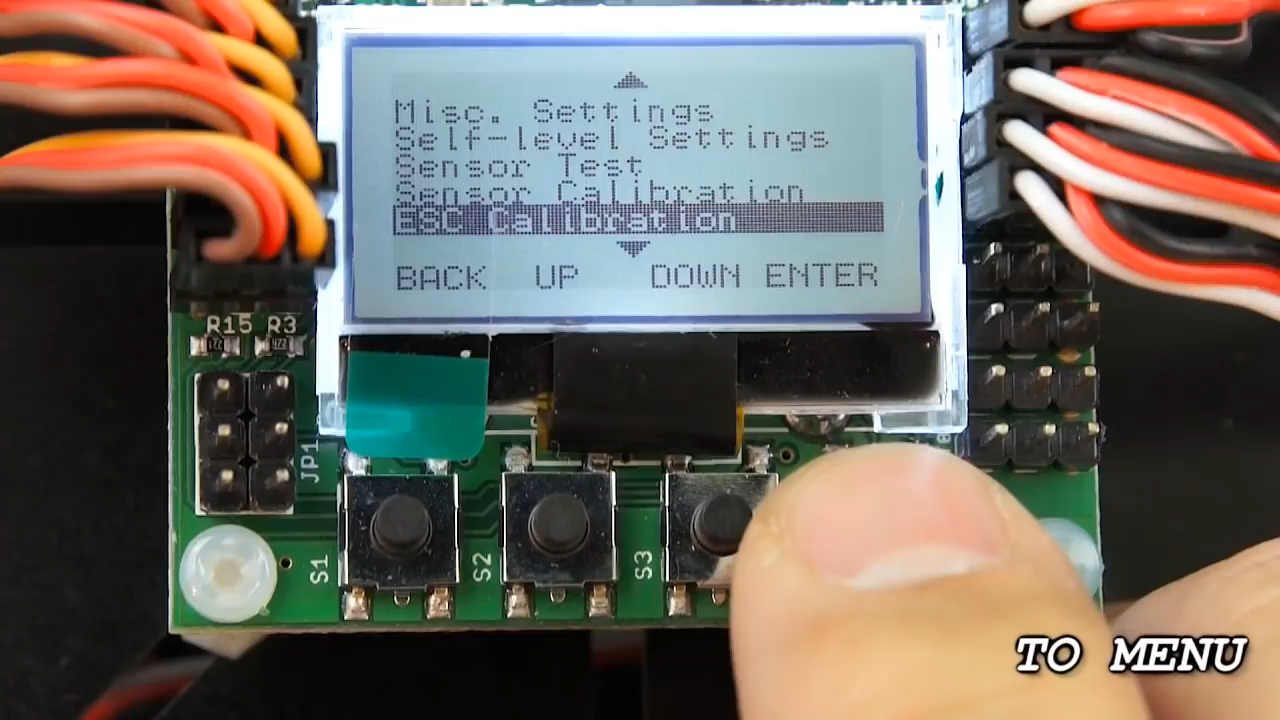 Misc. Settings
Self-level Settings
Sensor Test
Sensor Calibration
ESC Calibration
BACK UP DOWN ENTER
R15 R3
JP1
S1
S2
S3
TO MENU